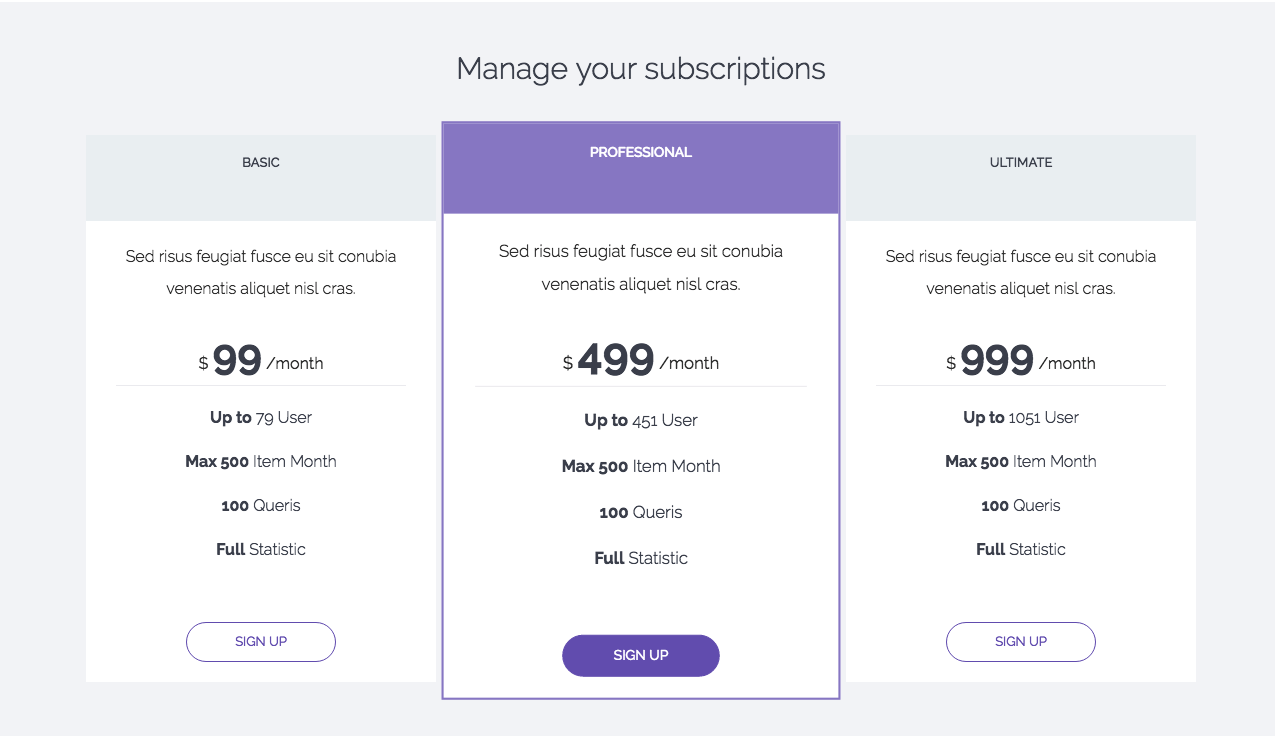 Manage your subscriptions
BASIC
Sed risus feugiat fusce eu sit conubia
venenatis aliquet nisl cras.
$ 99 /month
Up to 79 User
Max 500 Item Month
100 Queris
Full Statistic
SIGN UP
PROFESSIONAL
Sed risus feugiat fusce eu sit conubia
venenatis aliquet nisl cras.
$ 499 /month
Up to 451 User
Max 500 Item Month
100 Queris
Full Statistic
SIGN UP
ULTIMATE
Sed risus feugiat fusce eu sit conubia
venenatis aliquet nisl cras.
$ 999 /month
Up to 1051 User
Max 500 Item Month
100 Queris
Full Statistic
SIGN UP